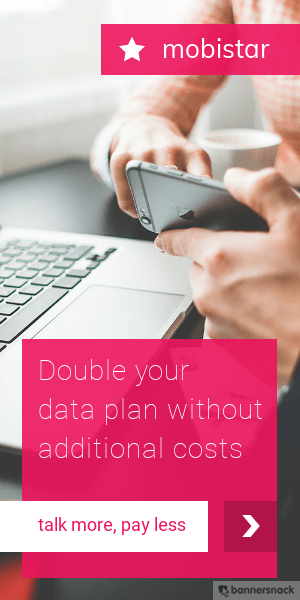 mobistar
Double your
data plan without
additional costs
talk more, pay less
bannersnack